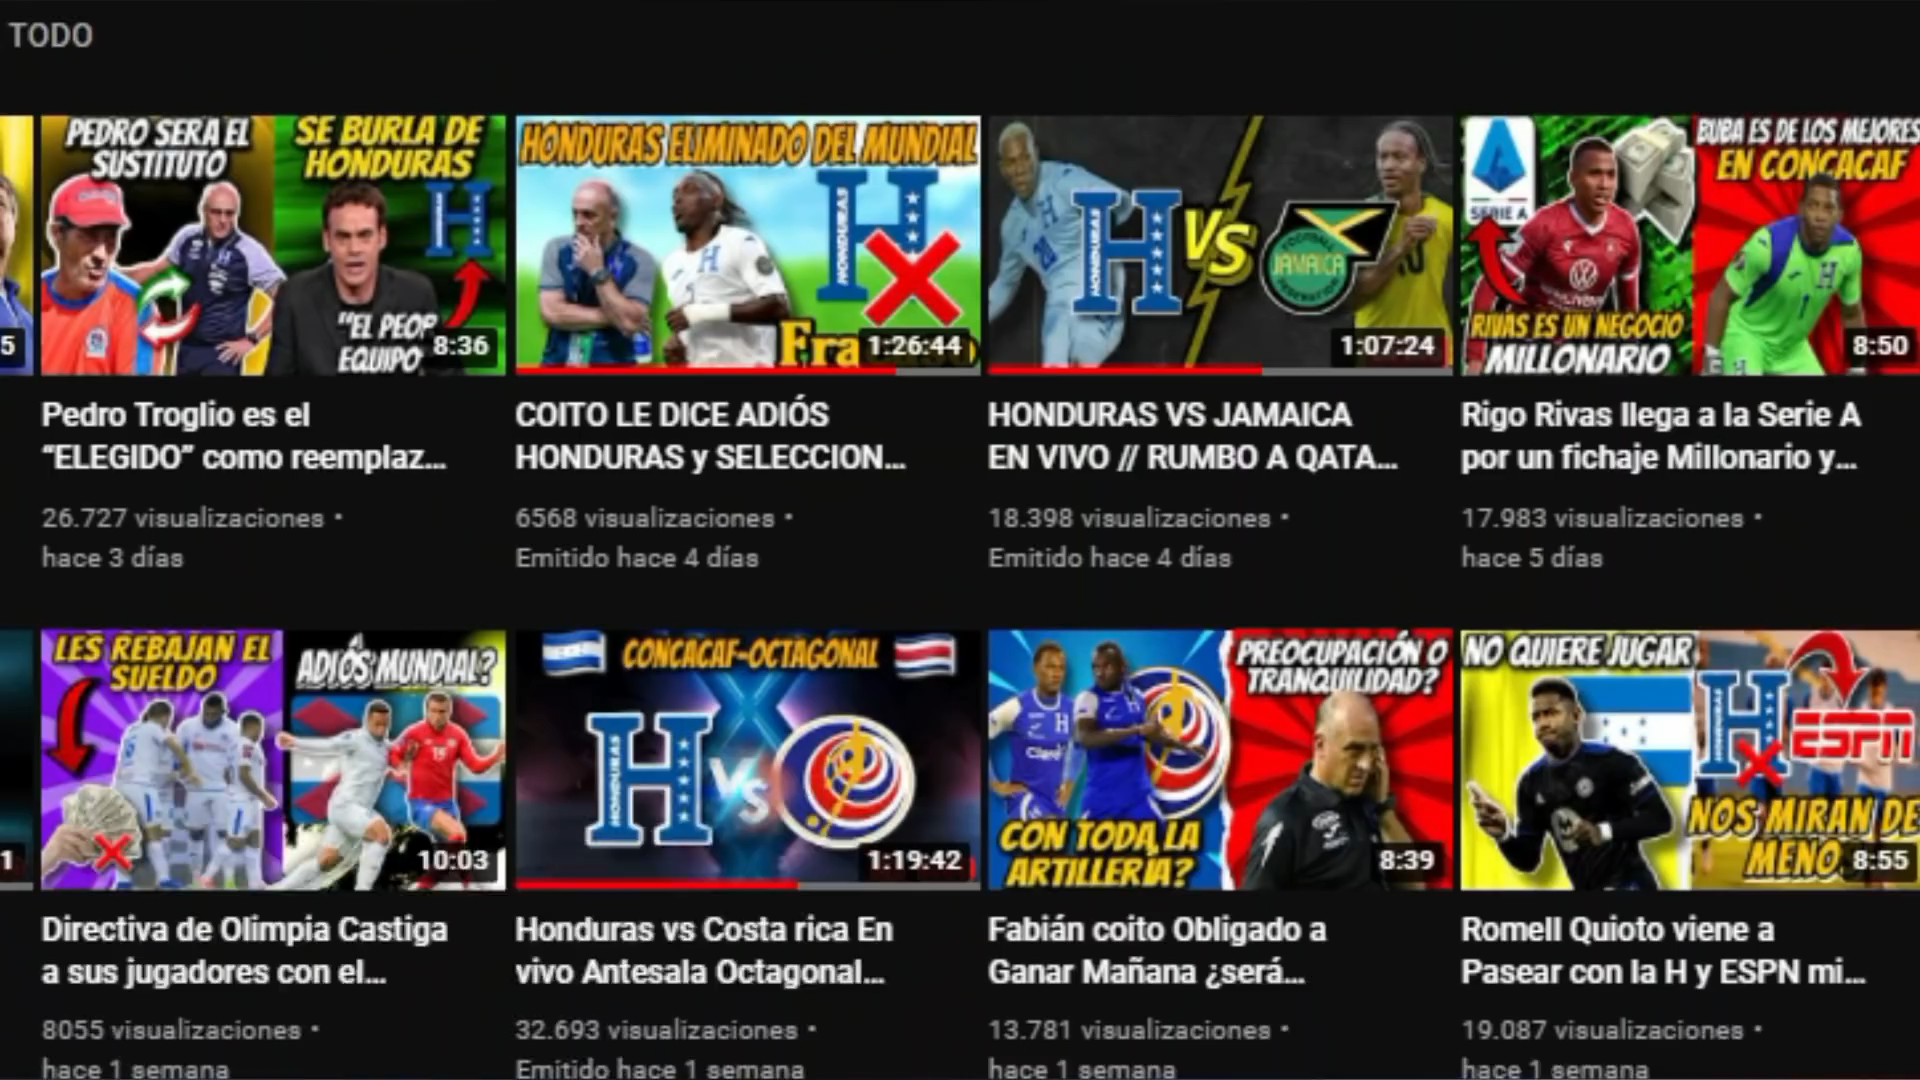 TODO
PEDRO SERA EL
SUSTITUTO
SE BURLA DE
HONDURAS
HONDURAS
"EL PEOR
EQUIPO
8:36
HONDURAS ELIMINADO DEL MUNDIAL
HONDURAS
1:26:44
HONDURAS
VS
FOOTBALL
JAMAICA
FEDERATION
1:07:24
SERIE A
RIVAS ES UN NEGOCIO
MILLONARIO
BUBA ES DE LOS MEJORES
EN CONCACAF
8:50
5
Pedro Troglio es el
“ELEGIDO” como reemplaz...
26.727 visualizaciones •
hace 3 días
COITO LE DICE ADIÓS
HONDURAS y SELECCION...
6568 visualizaciones •
Emitido hace 4 días
HONDURAS VS JAMAICA
EN VIVO // RUMBO A QATA...
18.398 visualizaciones •
Emitido hace 4 días
Rigo Rivas llega a la Serie A
por un fichaje Millonario y...
17.983 visualizaciones •
hace 5 días
LES REBAJAN EL
SUELDO
ADIÓS MUNDIAL?
10:03
CONCACAF-OCTAGONAL
HONDURAS
VS
1:19:42
CON TODA LA
ARTILLERIA?
PREOCUPACIÓN O
TRANQUILIDAD?
8:39
NO QUIERE JUGAR
HONDURAS
ESPN
NOS MIRAN DE
MENO
8:55
1
Directiva de Olimpia Castiga
a sus jugadores con el...
8055 visualizaciones •
hace 1 semana
Honduras vs Costa rica En
vivo Antesala Octagonal...
32.693 visualizaciones •
Emitido hace 1 semana
Fabián coito Obligado a
Ganar Mañana ¿será...
13.781 visualizaciones •
hace 1 semana
Romell Quioto viene a
Pasear con la H y ESPN mi...
19.087 visualizaciones •
hace 1 semana